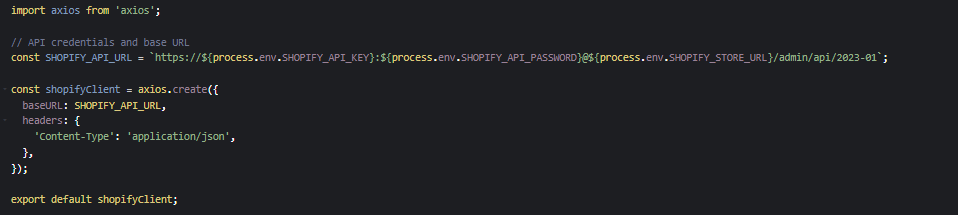 import axios from 'axios';
// API credentials and base URL
const SHOPIFY_API_URL = `https://${process.env.SHOPIFY_API_KEY}:${process.env.SHOPIFY_API_PASSWORD}@${process.env.SHOPIFY_STORE_URL}/admin/api/2023-01`;
const shopifyClient = axios.create({
  baseURL: SHOPIFY_API_URL,
  headers: {
    'Content-Type': 'application/json',
  },
});
export default shopifyClient;